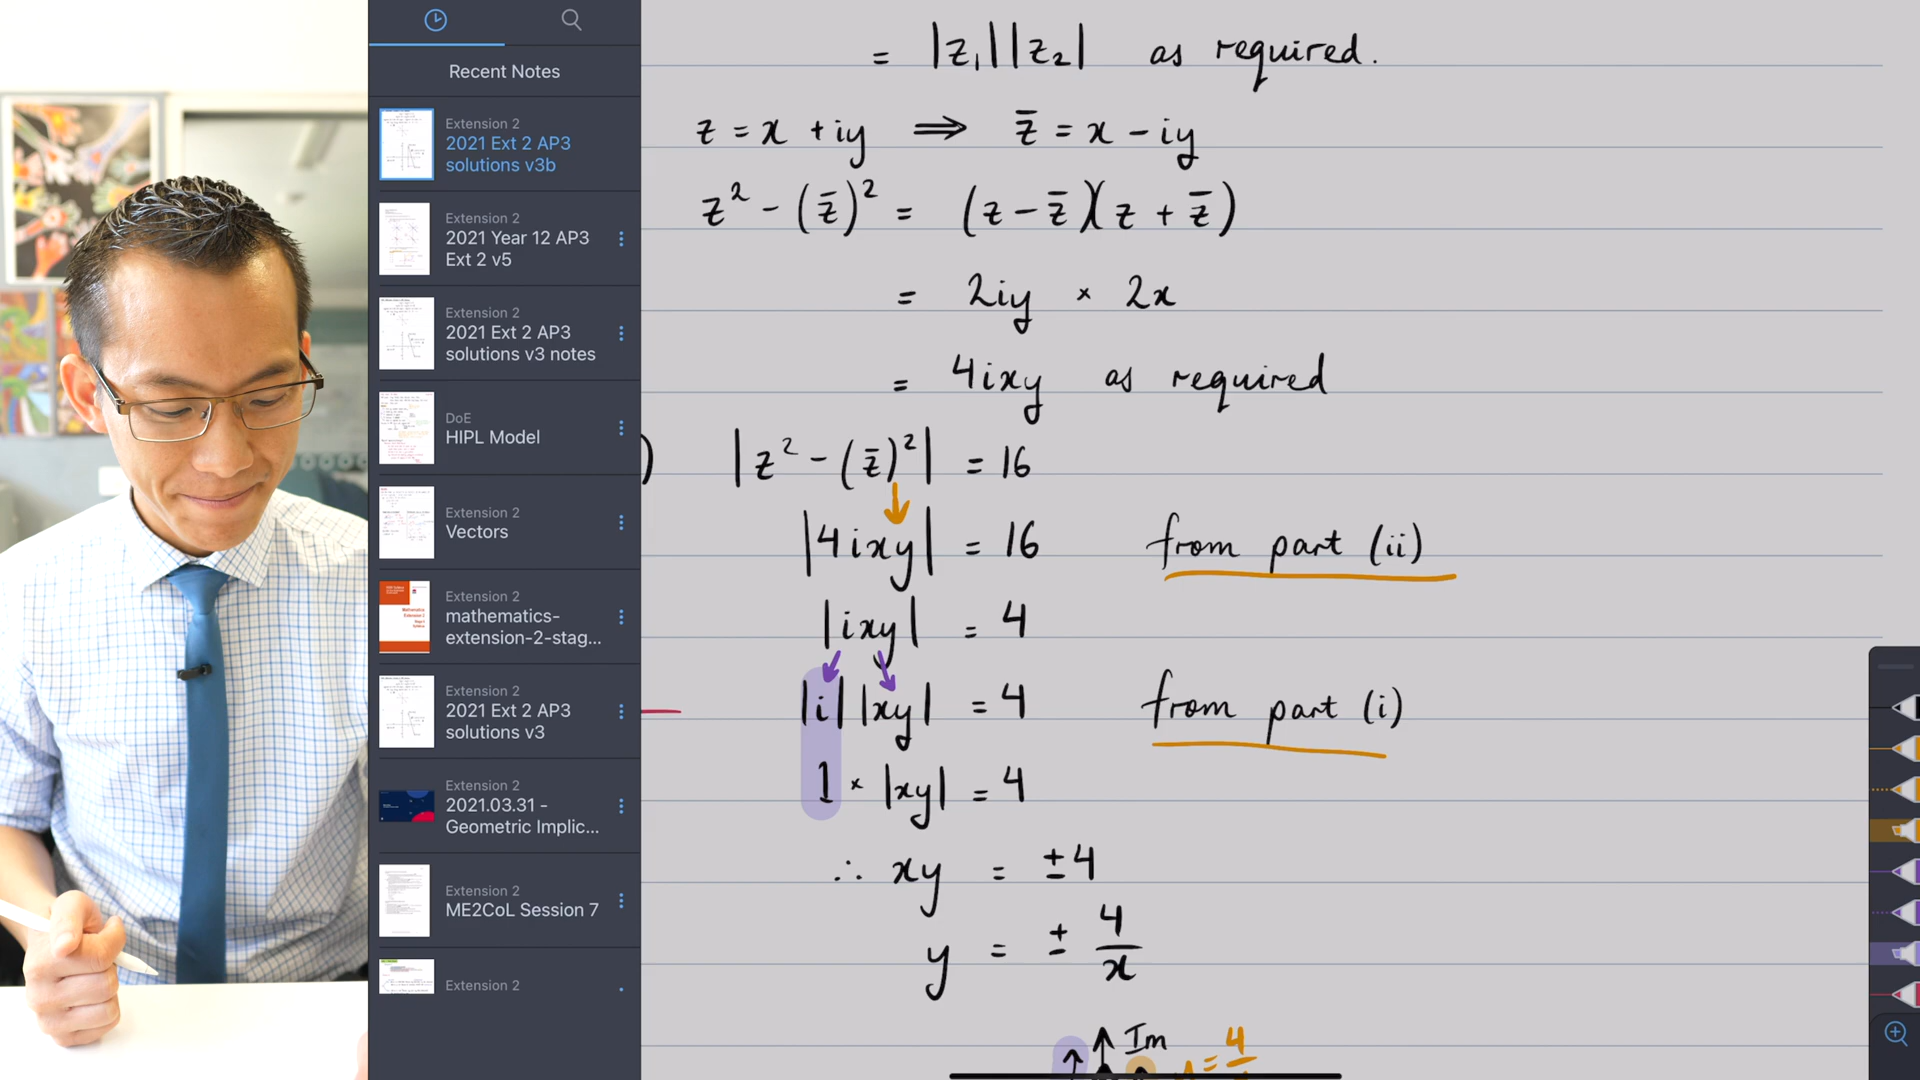 Recent Notes
Extension 2
2021 Ext 2 AP3
solutions v3b
Extension 2
2021 Year 12 AP3
Ext 2 v5
Extension 2
2021 Ext 2 AP3
solutions v3 notes
DoE
HIPL Model
Extension 2
Vectors
Extension 2
mathematics-
extension-2-stag...
Extension 2
2021 Ext 2 AP3
solutions v3
Extension 2
2021.03.31 -
Geometric Implic...
Extension 2
ME2CoL Session 7
Extension 2
= |z₁||z₂| as required.
z = x + iy ⟹ z̅ = x - iy
z² - (z̅)² = (z - z̅)(z + z̅)
= 2iy × 2x
= 4ixy as required
) |z² - (z̅)²| = 16
|4ixy| = 16 from part (ii)
|ixy| = 4
|i||xy| = 4 from part (i)
1 × |xy| = 4
∴ xy = ±4
y = ± 4/x
Im